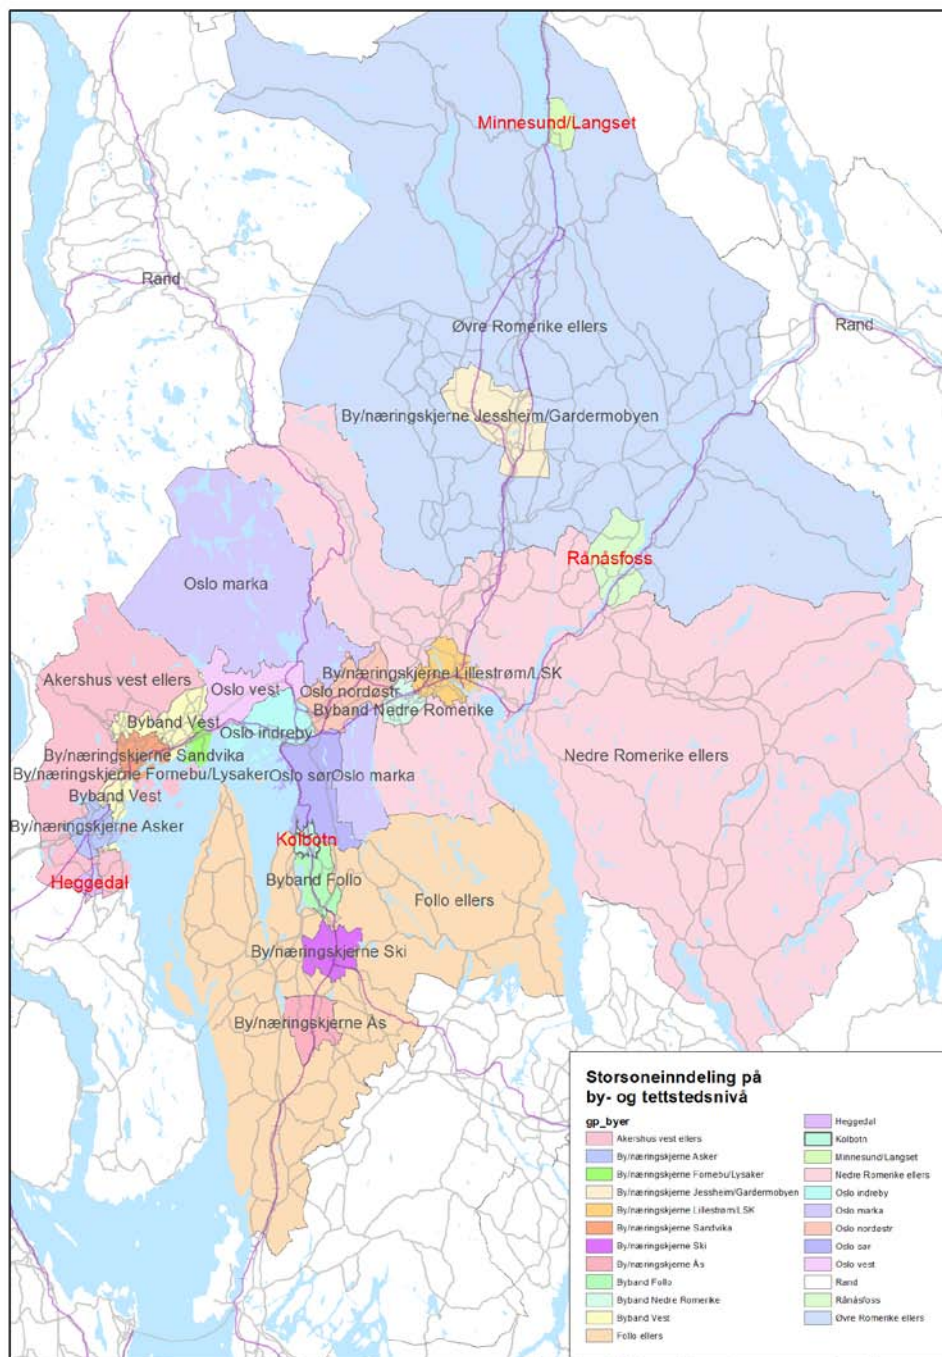 Minnesund/Langset
Rand
Øvre Romerike ellers
Rand
By/næringskjerne Jessheim/Gardermobyen
Rånåsfoss
Oslo marka
By/næringskjerne Lillestrøm/LSK
Akershus vest ellers
Oslo vest
Oslo nordøstr
Byband Nedre Romerike
Byband Vest
Oslo indreby
By/næringskjerne Sandvika
Nedre Romerike ellers
By/næringskjerne Fornebu/Lysaker
Oslo sør
Oslo marka
Byband Vest
By/næringskjerne Asker
Kolbotn
Heggedal
Byband Follo
Follo ellers
By/næringskjerne Ski
By/næringskjerne Ås
Storsoneinndeling på
by- og tettstedsnivå
gp_byer
Akershus vest ellers
By/næringskjerne Asker
By/næringskjerne Fornebu/Lysaker
By/næringskjerne Jessheim/Gardermobyen
By/næringskjerne Lillestrøm/LSK
By/næringskjerne Sandvika
By/næringskjerne Ski
By/næringskjerne Ås
Byband Follo
Byband Nedre Romerike
Byband Vest
Follo ellers
Heggedal
Kolbotn
Minnesund/Langset
Nedre Romerike ellers
Oslo indreby
Oslo marka
Oslo nordøstr
Oslo sør
Oslo vest
Rand
Rånåsfoss
Øvre Romerike ellers